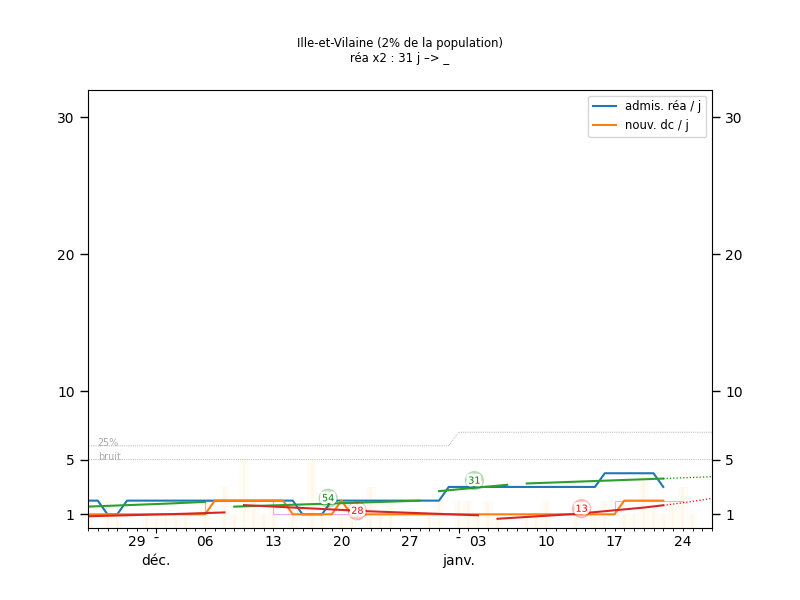 Ille-et-Vilaine (2% de la population)
réa x2 : 31 j –> _
admis. réa / j
nouv. dc / j
30
30
20
20
10
10
25%
bruit
5
5
31
54
28
13
1
1
29 - 06 13 20 27 - 03 10 17 24
déc. janv.